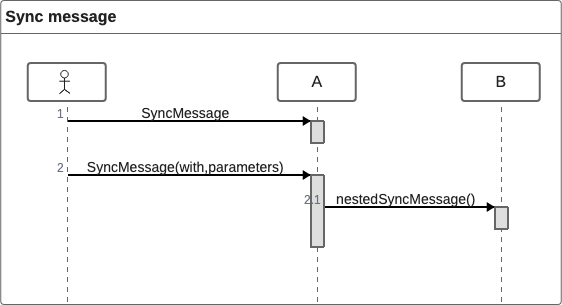 Sync message
A
B
1
SyncMessage
2
SyncMessage(with,parameters)
2.1
nestedSyncMessage()